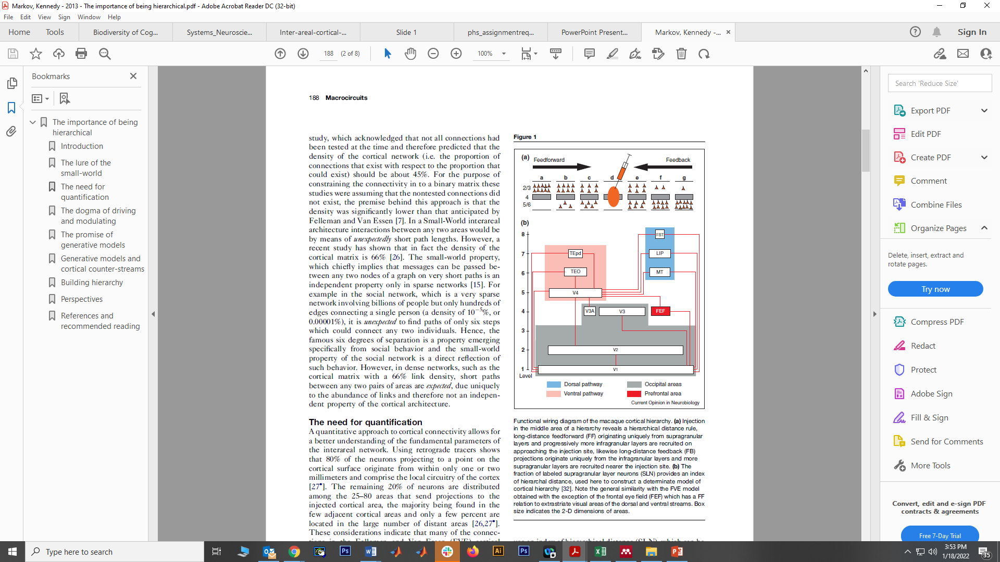 Markov, Kennedy - 2013 - The importance of being hierarchical.pdf - Adobe Acrobat Reader DC (32-bit)
File Edit View Sign Window Help
Home Tools Biodiversity of Cog... Systems_Neuroscie... Inter-areal-cortical-... Slide 1 phs_assignmentreq... PowerPoint Present... Markov, Kennedy -... × Sign In
188 (2 of 8) 100%
Bookmarks
The importance of being
hierarchical
Introduction
The lure of the
small-world
The need for
quantification
The dogma of driving
and modulating
The promise of
generative models
Generative models and
cortical counter-streams
Building hierarchy
Perspectives
References and
recommended reading
188 Macrocircuits
study, which acknowledged that not all connections had
been tested at the time and therefore predicted that the
density of the cortical network (i.e. the proportion of
connections that exist with respect to the proportion that
could exist) should be about 45%. For the purpose of
constraining the connectivity in to a binary matrix these
studies were assuming that the nontested connections did
not exist, the premise behind this approach is that the
density was significantly lower than that anticipated by
Felleman and Van Essen [7]. In a Small-World interareal
architecture interactions between any two areas would be
by means of unexpectedly short path lengths. However, a
recent study has shown that in fact the density of the
cortical matrix is 66% [26]. The small-world property,
which chiefly implies that messages can be passed be-
tween any two nodes of a graph on very short paths is an
independent property only in sparse networks [15]. For
example in the social network, which is a very sparse
network involving billions of people but only hundreds of
edges connecting a single person (a density of 10⁻⁵%, or
0.00001%), it is unexpected to find paths of only six steps
which could connect any two individuals. Hence, the
famous six degrees of separation is a property emerging
specifically from social behavior and the small-world
property of the social network is a direct reflection of
such behavior. However, in dense networks, such as the
cortical matrix with a 66% link density, short paths
between any two pairs of areas are expected, due uniquely
to the abundance of links and therefore not an indepen-
dent property of the cortical architecture.
The need for quantification
A quantitative approach to cortical connectivity allows for
a better understanding of the fundamental parameters of
the interareal network. Using retrograde tracers shows
that 80% of the neurons projecting to a point on the
cortical surface originate from within only one or two
millimeters and comprise the local circuitry of the cortex
[27•]. The remaining 20% of neurons are distributed
among the 25–80 areas that send projections to the
injected cortical area, the majority being found in the
few adjacent cortical areas and only a few percent are
located in the large number of distant areas [26,27•].
These considerations indicate that many of the connec-
Figure 1
(a) Feedforward Feedback
a b c d e f g
2/3
4
5/6
(b)
8 FST
7 TEpd LIP
6 TEO MT
5 V4
4 V3A V3 FEF
3
2 V2
1 V1
Level
Dorsal pathway Occipital areas
Ventral pathway Prefrontal area
Current Opinion in Neurobiology
Functional wiring diagram of the macaque cortical hierarchy. (a) Injection
in the middle area of a hierarchy reveals a hierarchical distance rule,
long-distance feedforward (FF) originating uniquely from supragranular
layers and progressively more infragranular layers are recruited on
approaching the injection site, likewise long-distance feedback (FB)
projections originate uniquely from the infragranular layers and more
supragranular layers are recruited nearer the injection site. (b) The
fraction of labeled supragranular layer neurons (SLN) provides an index
of hierarchal distance, used here to construct a determinate model of
cortical hierarchy [32]. Note the general similarity with the FVE model
obtained with the exception of the frontal eye field (FEF) which has a FF
relation to extrastriate visual areas of the dorsal and ventral streams. Box
size indicates the 2-D dimensions of areas.
Search 'Reduce Size'
Export PDF
Edit PDF
Create PDF
Comment
Combine Files
Organize Pages
Delete, insert, extract and
rotate pages.
Try now
Compress PDF
Redact
Protect
Adobe Sign
Fill & Sign
Send for Comments
More Tools
Convert, edit and e-sign PDF
contracts & agreements
Free 7-Day Trial
Type here to search
Ps Ai Ps
3:53 PM
1/18/2022
35